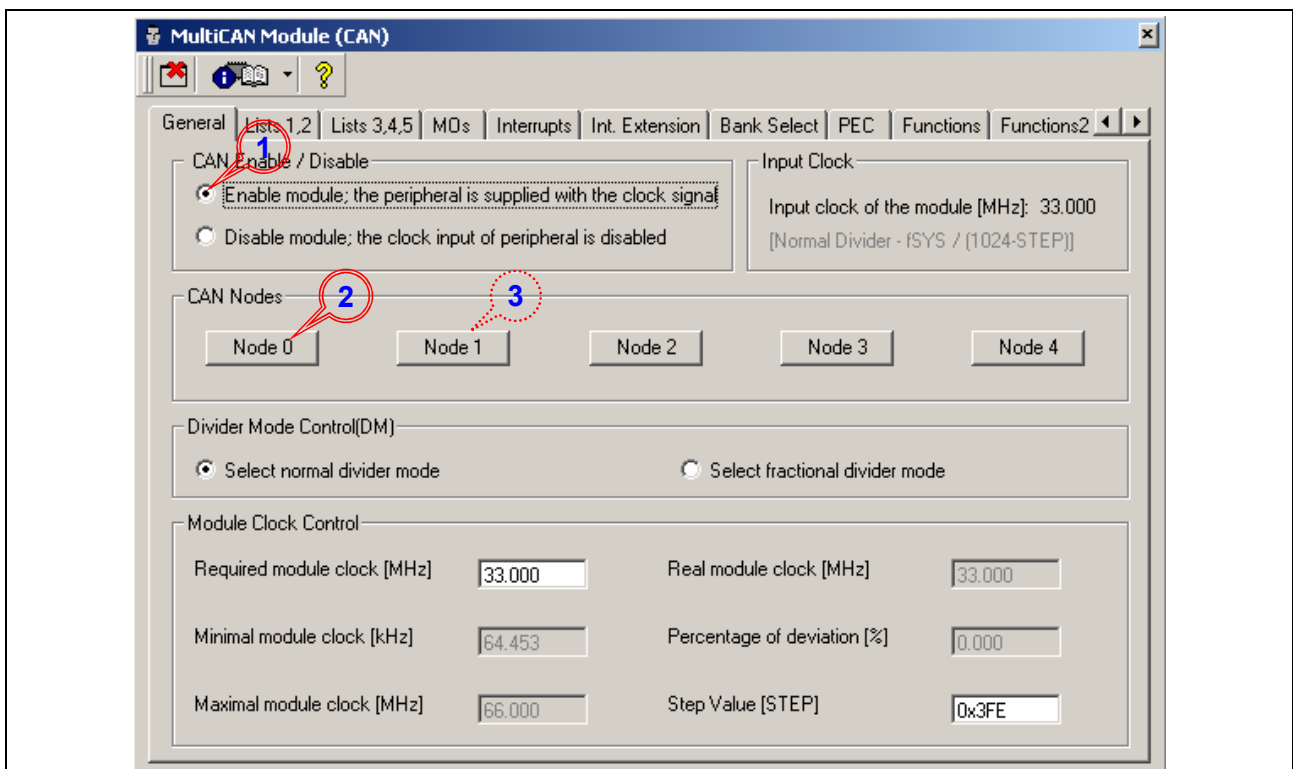 MultiCAN Module (CAN)
General Lists 1,2 Lists 3,4,5 MOs Interrupts Int. Extension Bank Select PEC Functions Functions2
1
CAN Enable / Disable
Enable module; the peripheral is supplied with the clock signal
Disable module; the clock input of peripheral is disabled
Input Clock
Input clock of the module [MHz]: 33.000
[Normal Divider - fSYS / (1024-STEP)]
CAN Nodes
2
3
Node 0 Node 1 Node 2 Node 3 Node 4
Divider Mode Control(DM)
Select normal divider mode Select fractional divider mode
Module Clock Control
Required module clock [MHz] 33.000 Real module clock [MHz] 33.000
Minimal module clock [kHz] 64.453 Percentage of deviation [%] 0.000
Maximal module clock [MHz] 66.000 Step Value [STEP] 0x3FE